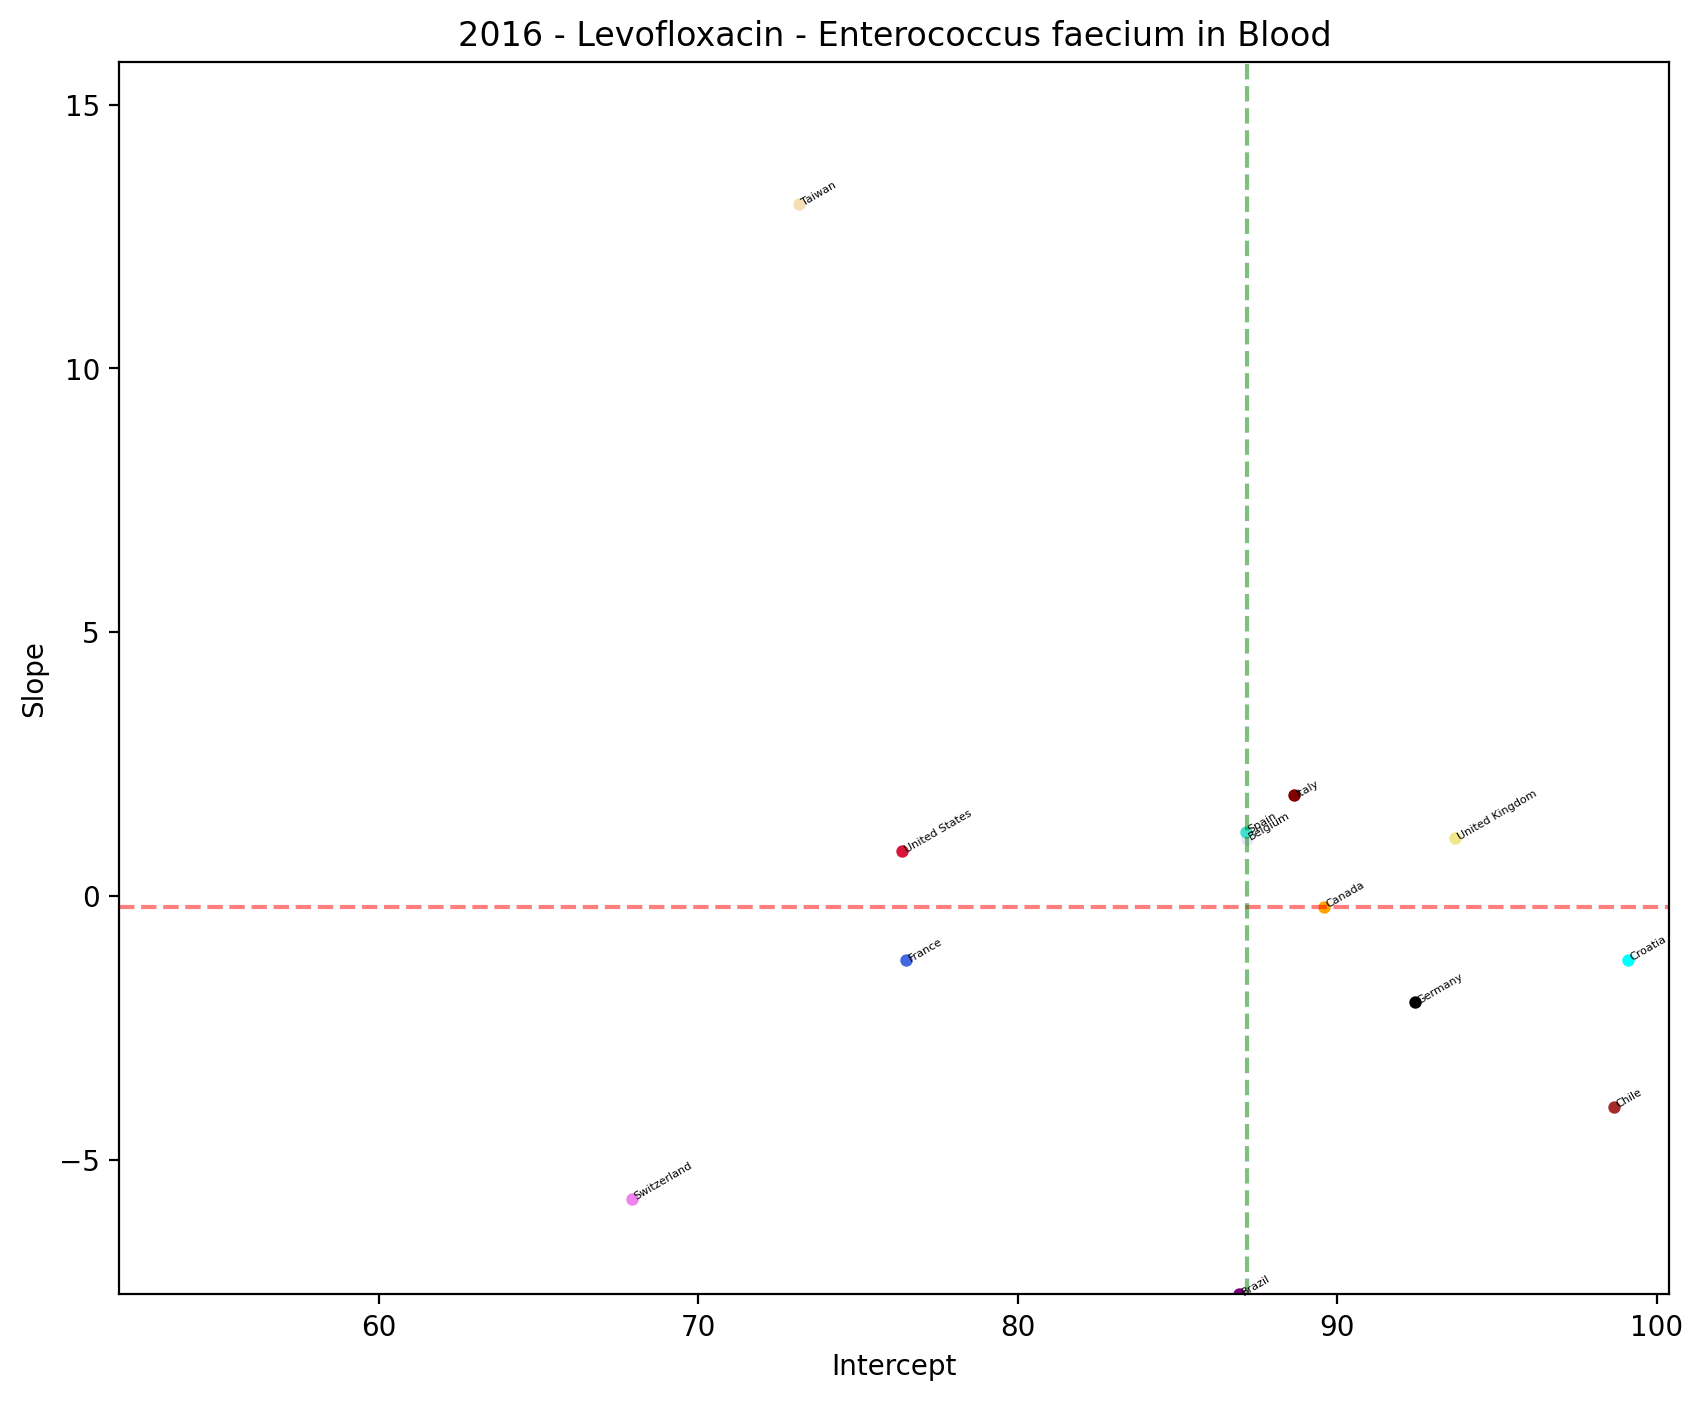 2016 - Levofloxacin - Enterococcus faecium in Blood
15
Taiwan
10
5
Slope
Italy
United Kingdom
Spain
Belgium
United States
0
Canada
Croatia
France
Germany
Chile
−5
Switzerland
Brazil
60
70
80
90
100
Intercept